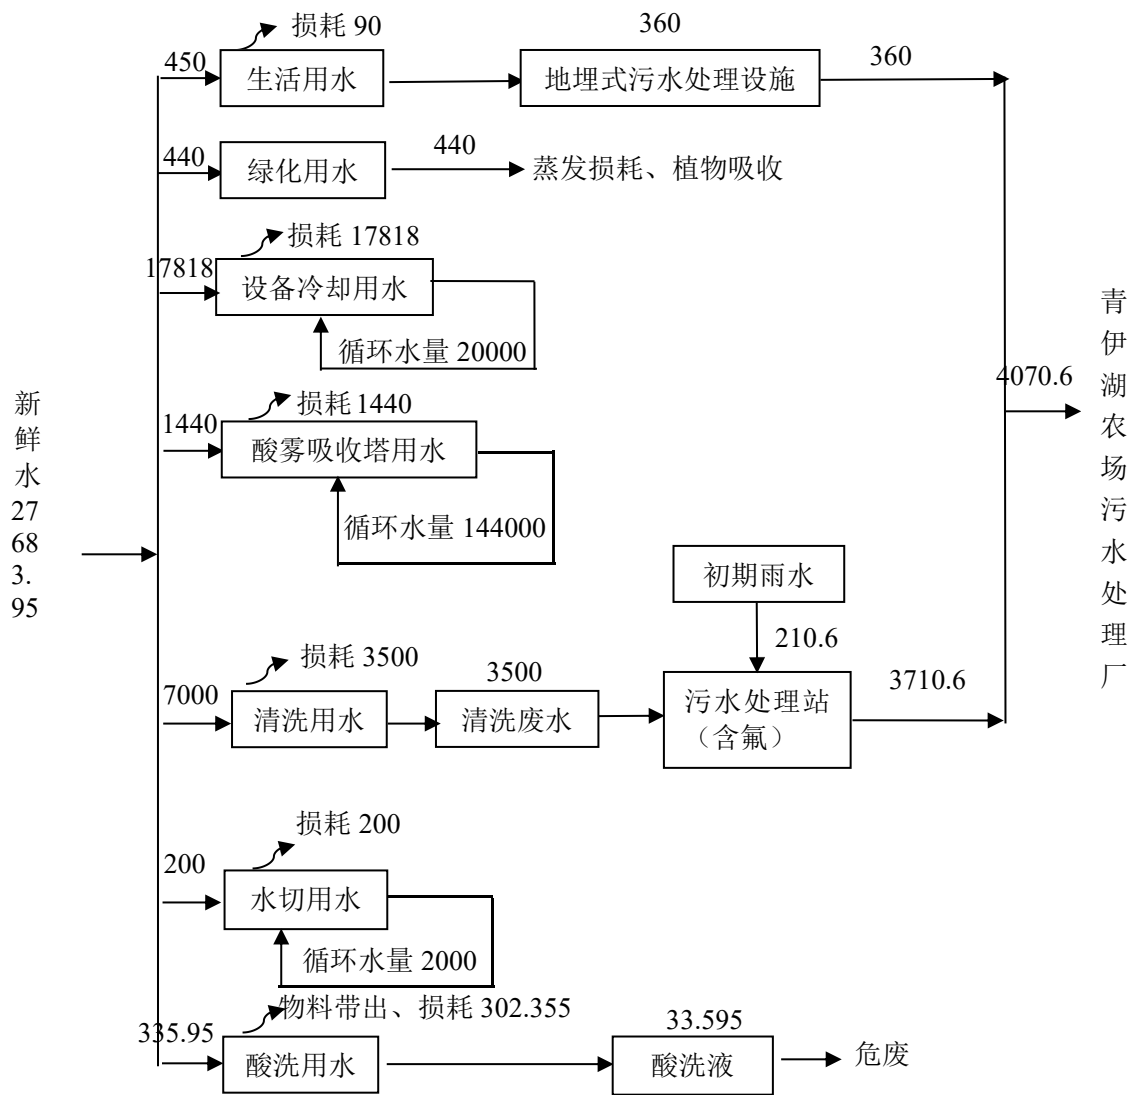 损耗 90
360
450
生活用水
地埋式污水处理设施
360
440
绿化用水
440
蒸发损耗、植物吸收
损耗 17818
17818
设备冷却用水
循环水量 20000
损耗 1440
1440
酸雾吸收塔用水
循环水量 144000
新
鲜
水
27
68
3.
95
初期雨水
210.6
损耗 3500
3500
7000
清洗用水
清洗废水
污水处理站
（含氟）
3710.6
4070.6
青
伊
湖
农
场
污
水
处
理
厂
损耗 200
200
水切用水
循环水量 2000
物料带出、损耗 302.355
33.595
335.95
酸洗用水
酸洗液
危废